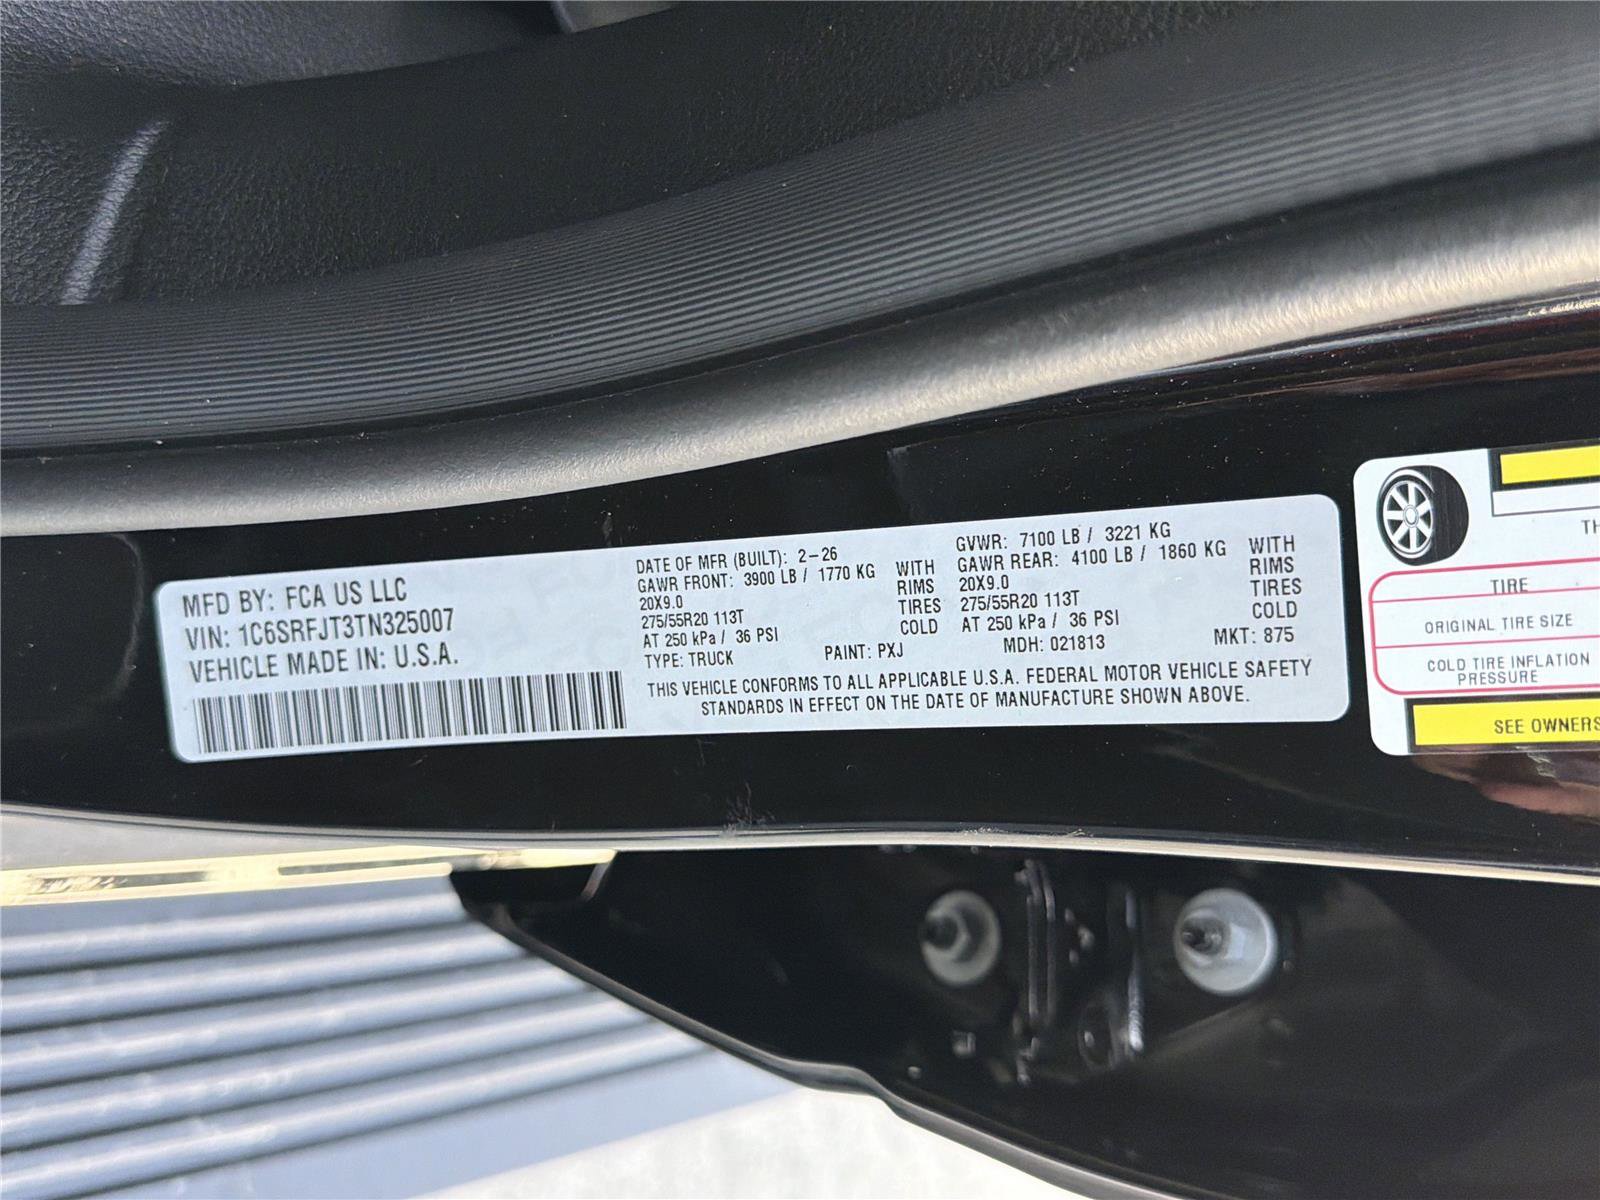 MFD BY: FCA US LLC
VIN: 1C6SRFJT3TN325007
VEHICLE MADE IN: U.S.A.
DATE OF MFR (BUILT): 2-26
GAWR FRONT: 3900 LB / 1770 KG WITH
20X9.0 RIMS
275/55R20 113T TIRES
AT 250 kPa / 36 PSI COLD
GVWR: 7100 LB / 3221 KG
GAWR REAR: 4100 LB / 1860 KG WITH
20X9.0 RIMS
275/55R20 113T TIRES
AT 250 kPa / 36 PSI COLD
TYPE: TRUCK PAINT: PXJ MDH: 021813 MKT: 875
THIS VEHICLE CONFORMS TO ALL APPLICABLE U.S.A. FEDERAL MOTOR VEHICLE SAFETY
STANDARDS IN EFFECT ON THE DATE OF MANUFACTURE SHOWN ABOVE.
TH
TIRE
ORIGINAL TIRE SIZE
COLD TIRE INFLATION
PRESSURE
SEE OWNERS